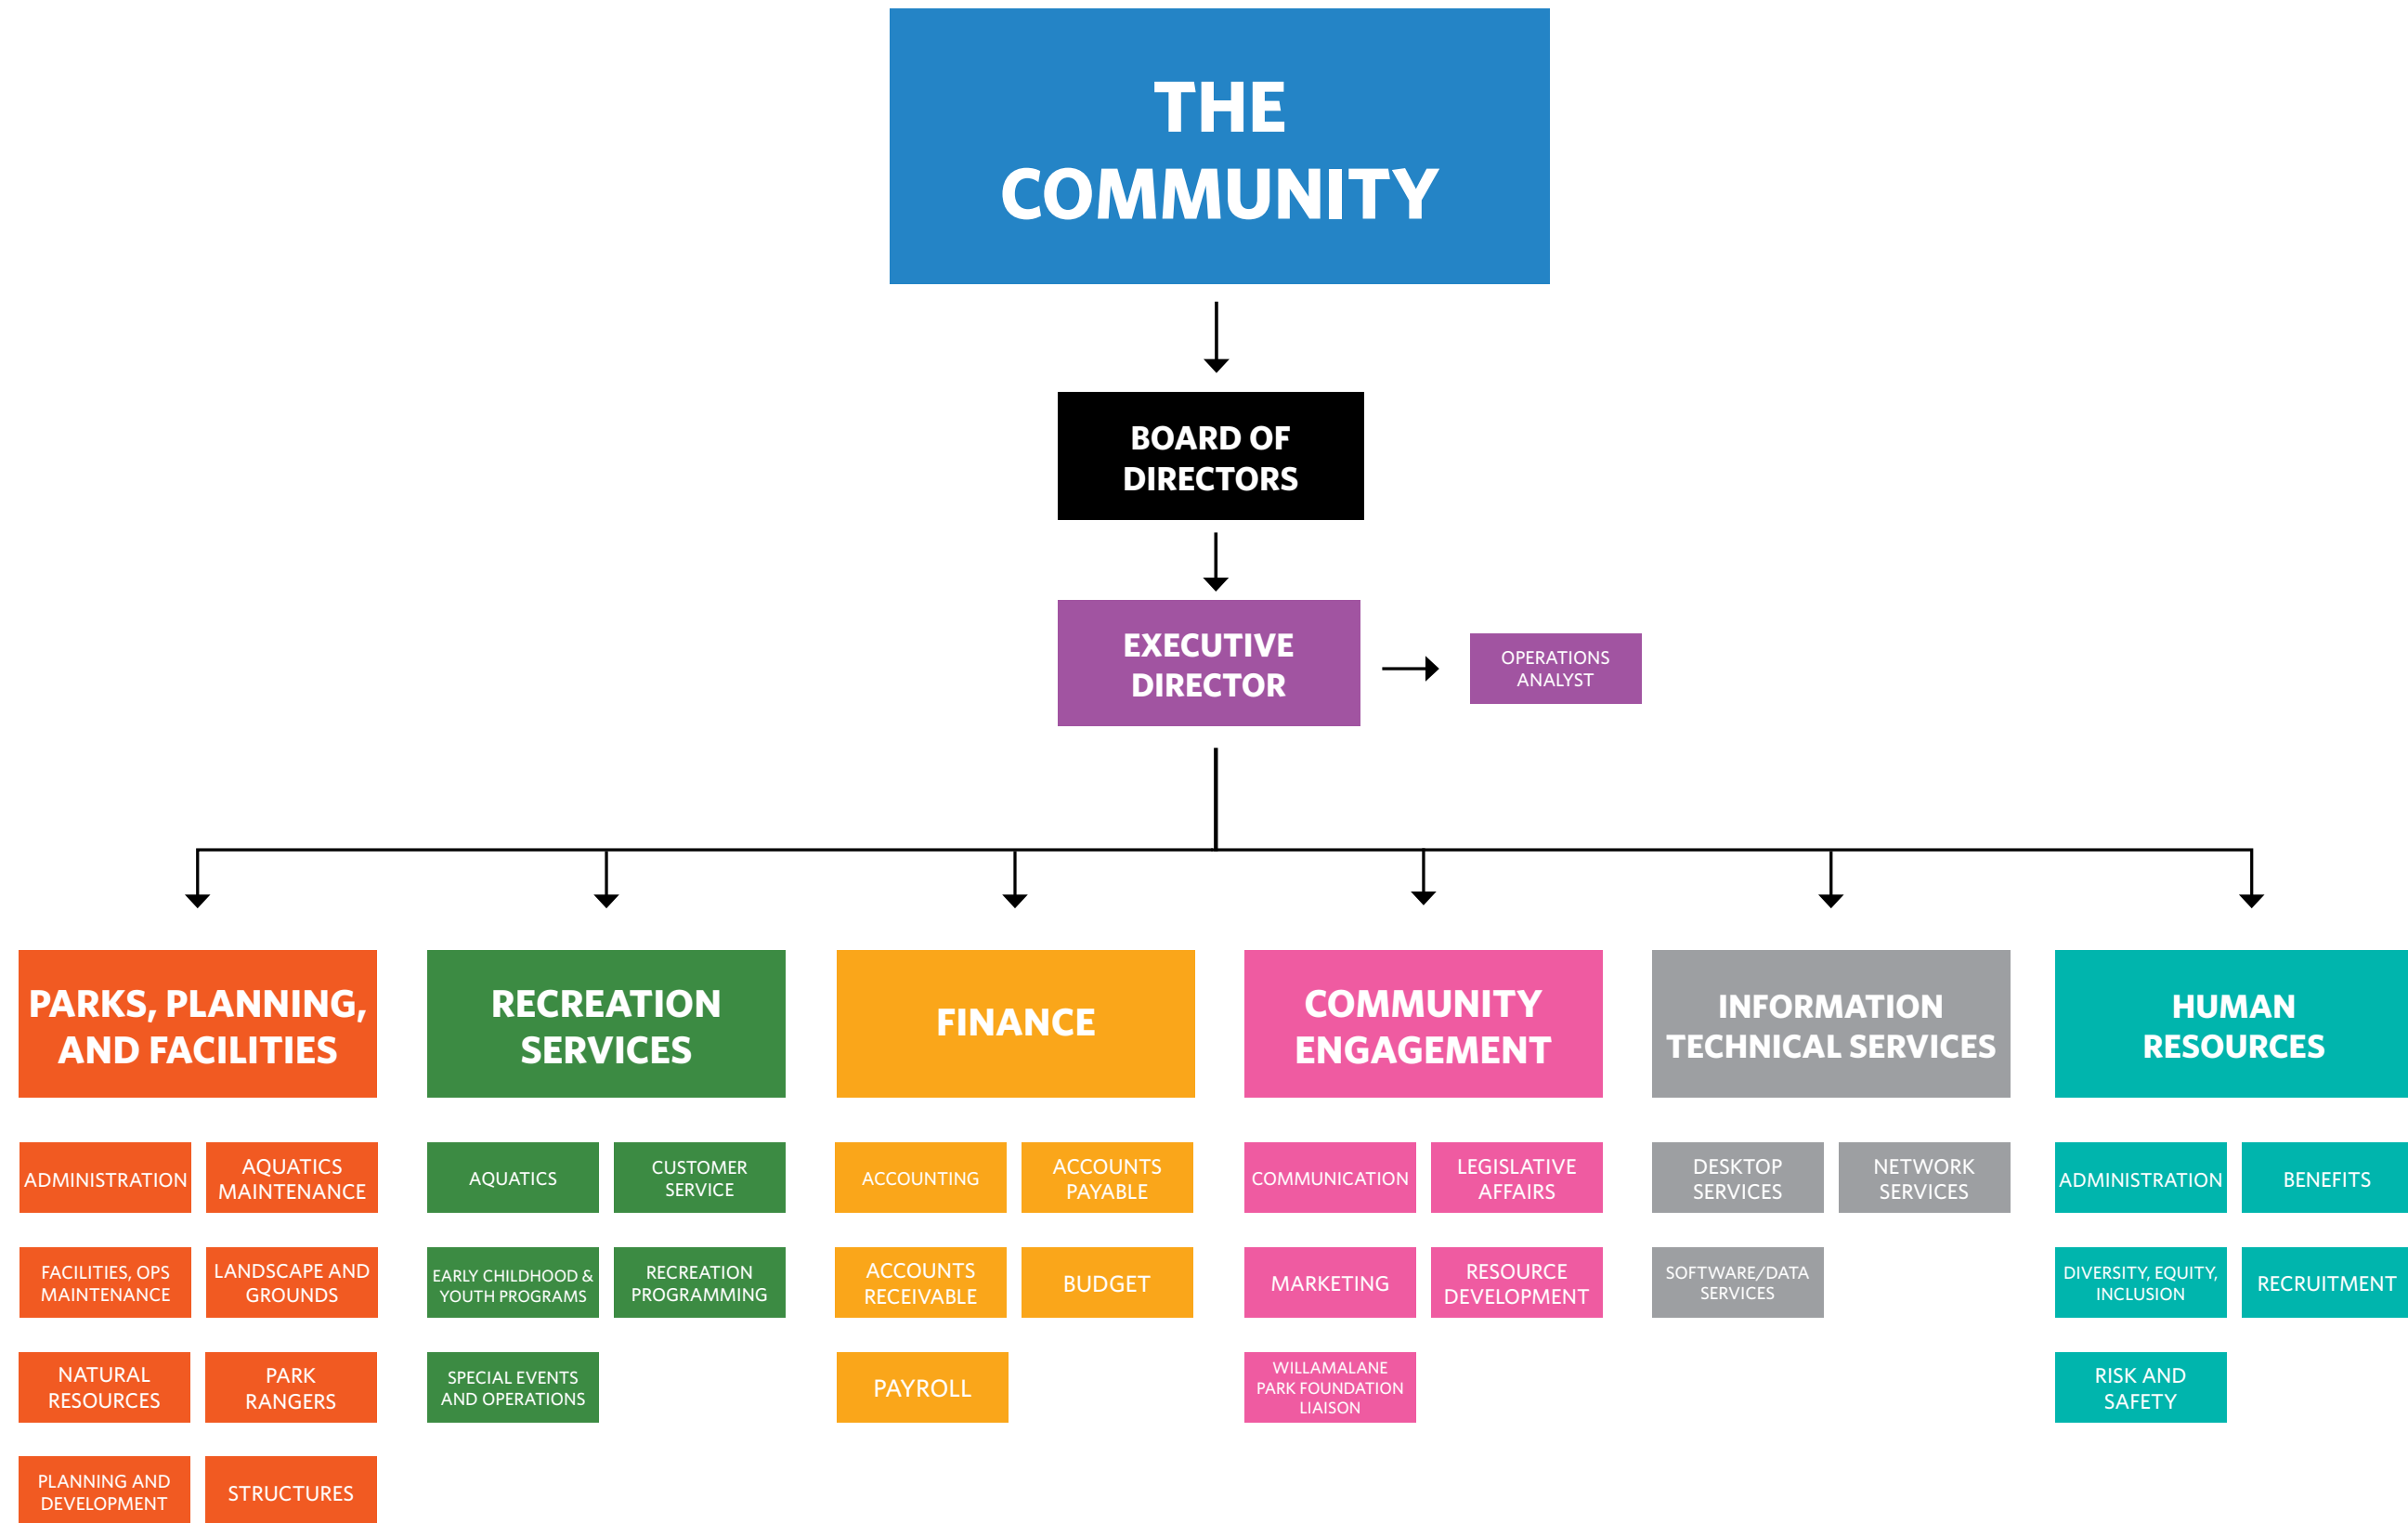 THE
COMMUNITY
BOARD OF
DIRECTORS
EXECUTIVE
DIRECTOR
OPERATIONS
ANALYST
PARKS, PLANNING,
AND FACILITIES
ADMINISTRATION
AQUATICS
MAINTENANCE
FACILITIES, OPS
MAINTENANCE
LANDSCAPE AND
GROUNDS
NATURAL
RESOURCES
PARK
RANGERS
PLANNING AND
DEVELOPMENT
STRUCTURES
RECREATION
SERVICES
AQUATICS
CUSTOMER
SERVICE
EARLY CHILDHOOD &
YOUTH PROGRAMS
RECREATION
PROGRAMMING
SPECIAL EVENTS
AND OPERATIONS
FINANCE
ACCOUNTING
ACCOUNTS
PAYABLE
ACCOUNTS
RECEIVABLE
BUDGET
PAYROLL
COMMUNITY
ENGAGEMENT
COMMUNICATION
LEGISLATIVE
AFFAIRS
MARKETING
RESOURCE
DEVELOPMENT
WILLAMALANE
PARK FOUNDATION
LIAISON
INFORMATION
TECHNICAL SERVICES
DESKTOP
SERVICES
NETWORK
SERVICES
SOFTWARE/DATA
SERVICES
HUMAN
RESOURCES
ADMINISTRATION
BENEFITS
DIVERSITY, EQUITY,
INCLUSION
RECRUITMENT
RISK AND
SAFETY